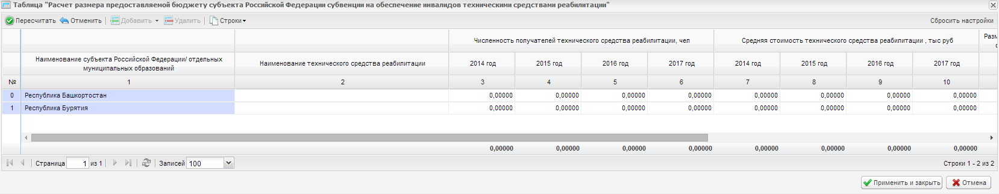 Таблица "Расчет размера предоставляемой бюджету субъекта Российской Федерации субвенции на обеспечение инвалидов техническими средствами реабилитации"
Пересчитать Отменить Добавить Удалить Строки Сбросить настройки
Численность получателей технического средства реабилитации, чел Средняя стоимость технического средства реабилитации , тыс руб Разм
с
Наименование субъекта Российской Федерации/ отдельных
муниципальных образований
Наименование технического средства реабилитации 2014 год 2015 год 2016 год 2017 год 2014 год 2015 год 2016 год 2017 год
№ 1 2 3 4 5 6 7 8 9 10
0 Республика Башкортостан 0,00000 0,00000 0,00000 0,00000 0,00000 0,00000 0,00000 0,00000
1 Республика Бурятия 0,00000 0,00000 0,00000 0,00000 0,00000 0,00000 0,00000 0,00000
0,00000 0,00000 0,00000 0,00000 0,00000 0,00000 0,00000 0,00000
Страница 1 из 1 Записей 100 Строки 1 - 2 из 2
Применить и закрыть Отмена